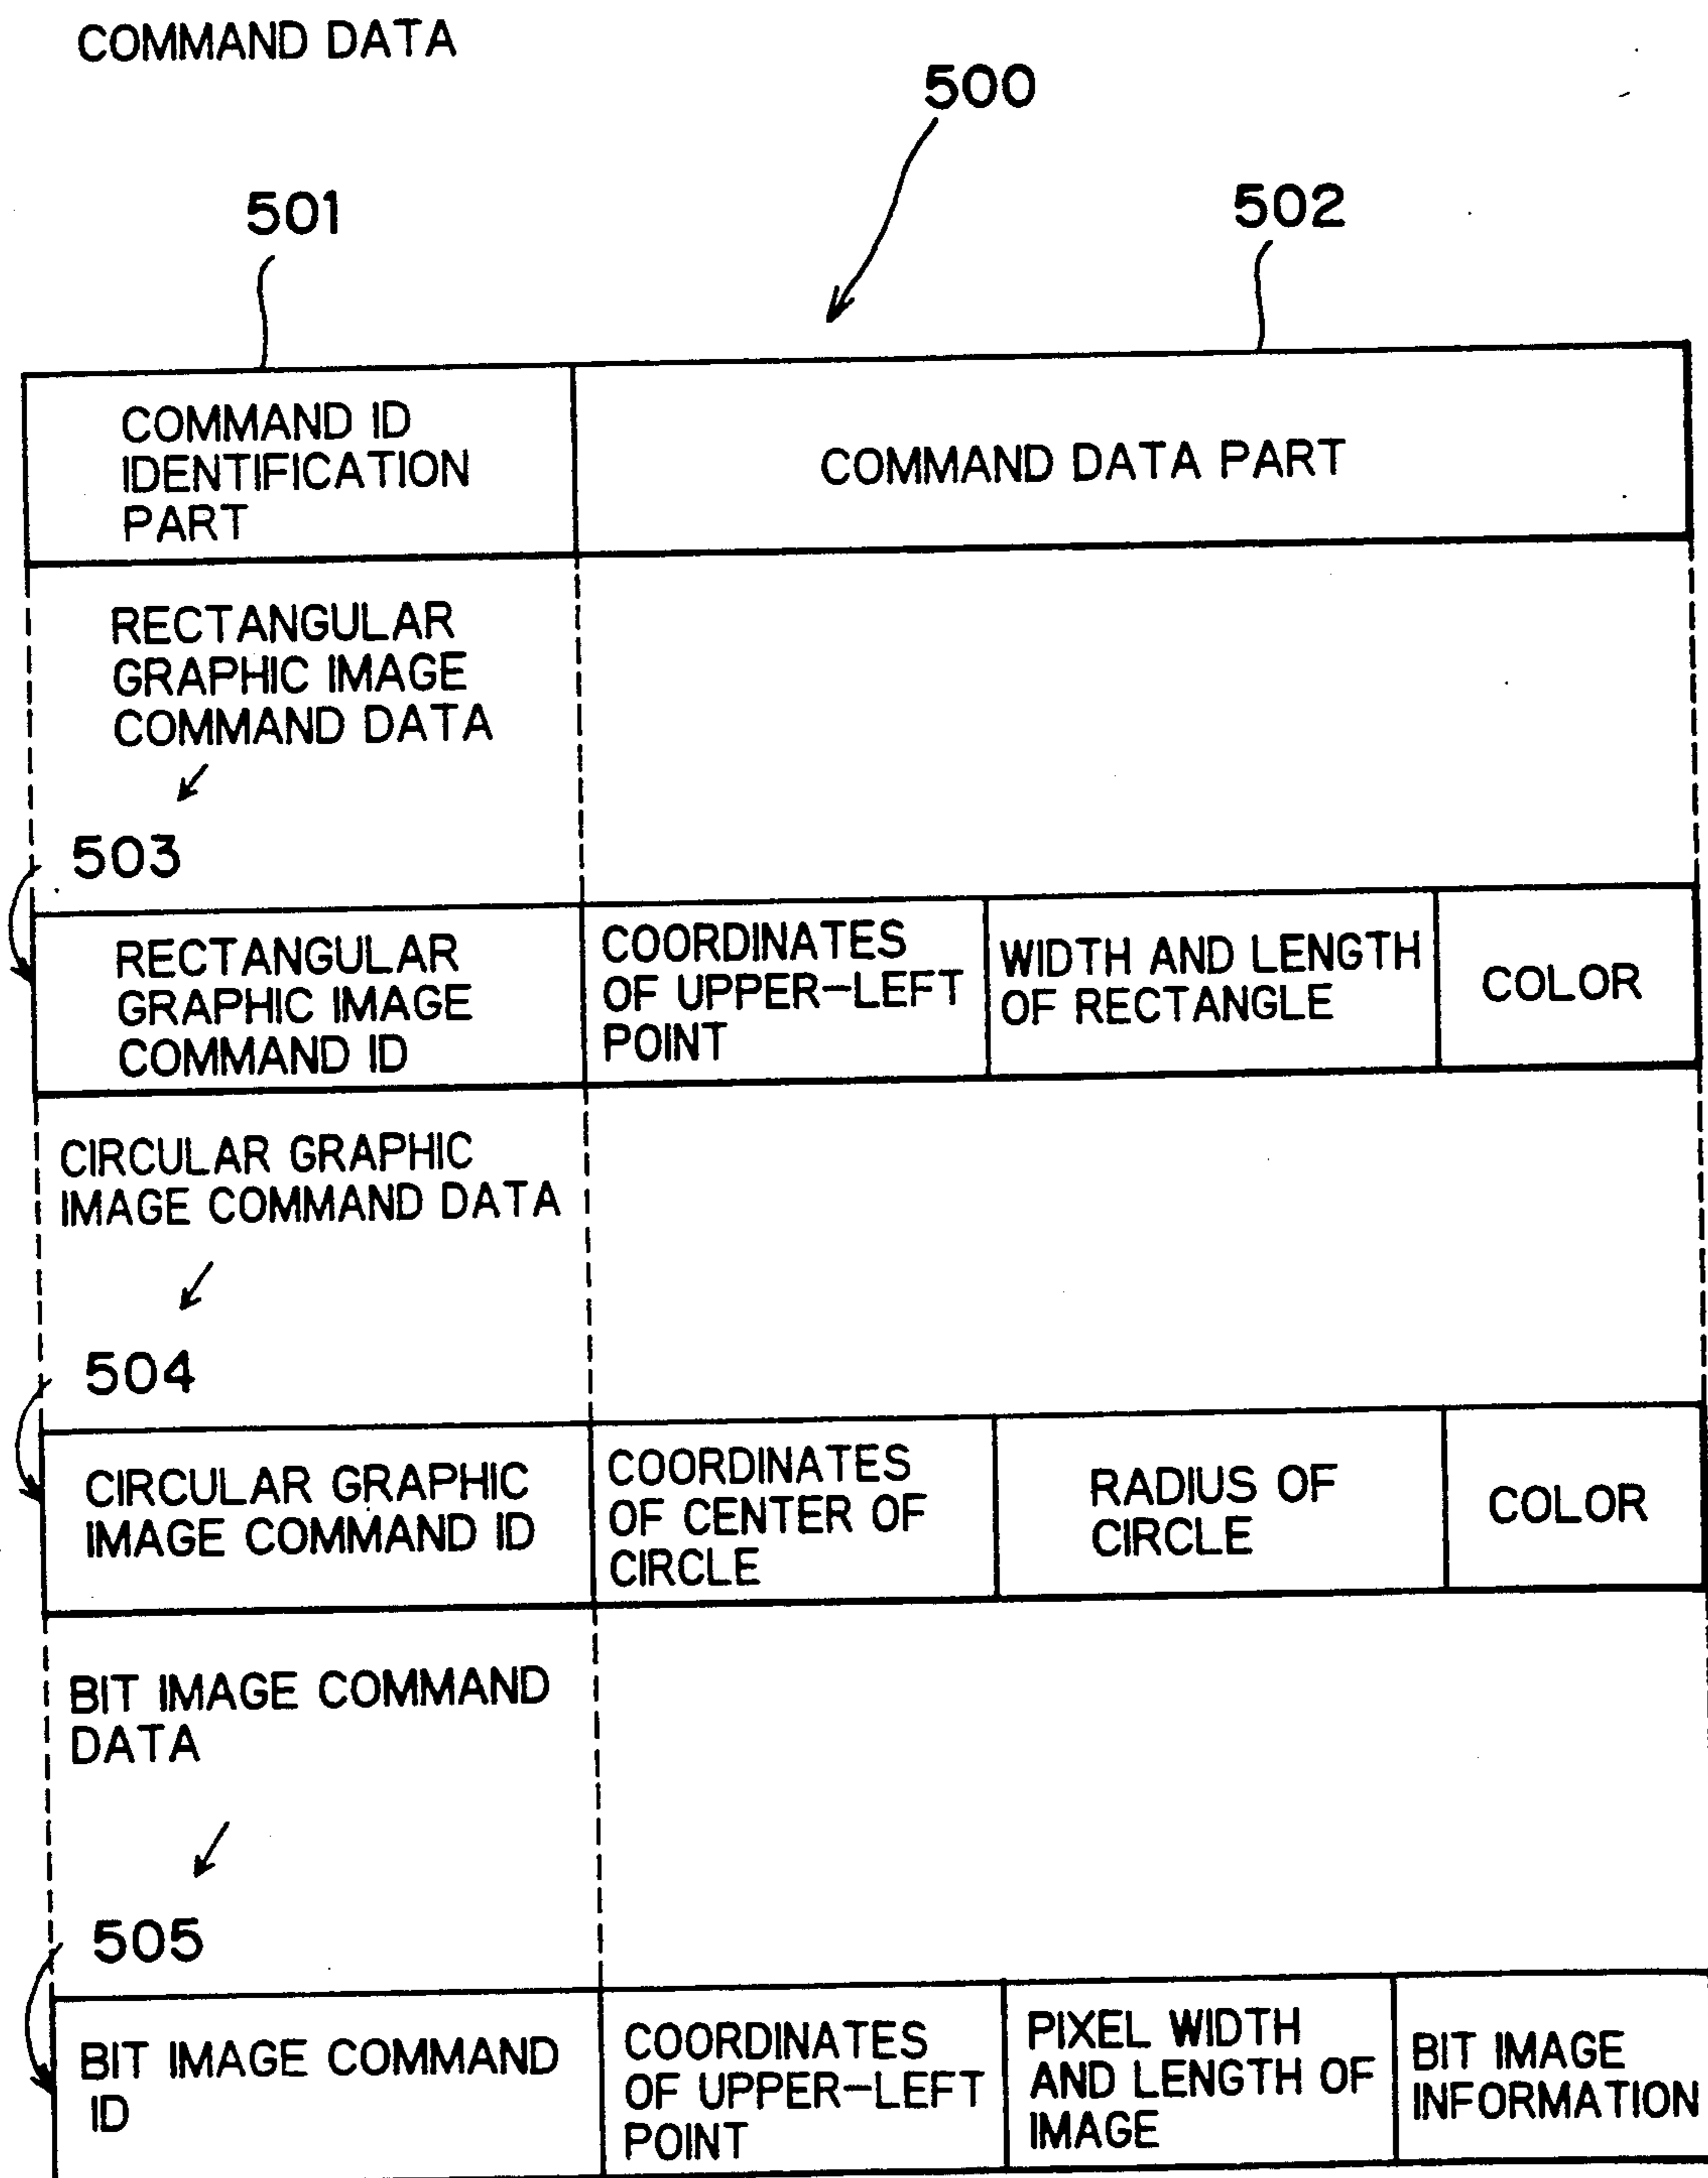 COMMAND DATA
500
501
502
COMMAND ID
IDENTIFICATION
PART
COMMAND DATA PART
RECTANGULAR
GRAPHIC IMAGE
COMMAND DATA
503
RECTANGULAR
GRAPHIC IMAGE
COMMAND ID
COORDINATES
OF UPPER-LEFT
POINT
WIDTH AND LENGTH
OF RECTANGLE
COLOR
CIRCULAR GRAPHIC
IMAGE COMMAND DATA
504
CIRCULAR GRAPHIC
IMAGE COMMAND ID
COORDINATES
OF CENTER OF
CIRCLE
RADIUS OF
CIRCLE
COLOR
BIT IMAGE COMMAND
DATA
505
BIT IMAGE COMMAND
ID
COORDINATES
OF UPPER-LEFT
POINT
PIXEL WIDTH
AND LENGTH OF
IMAGE
BIT IMAGE
INFORMATION